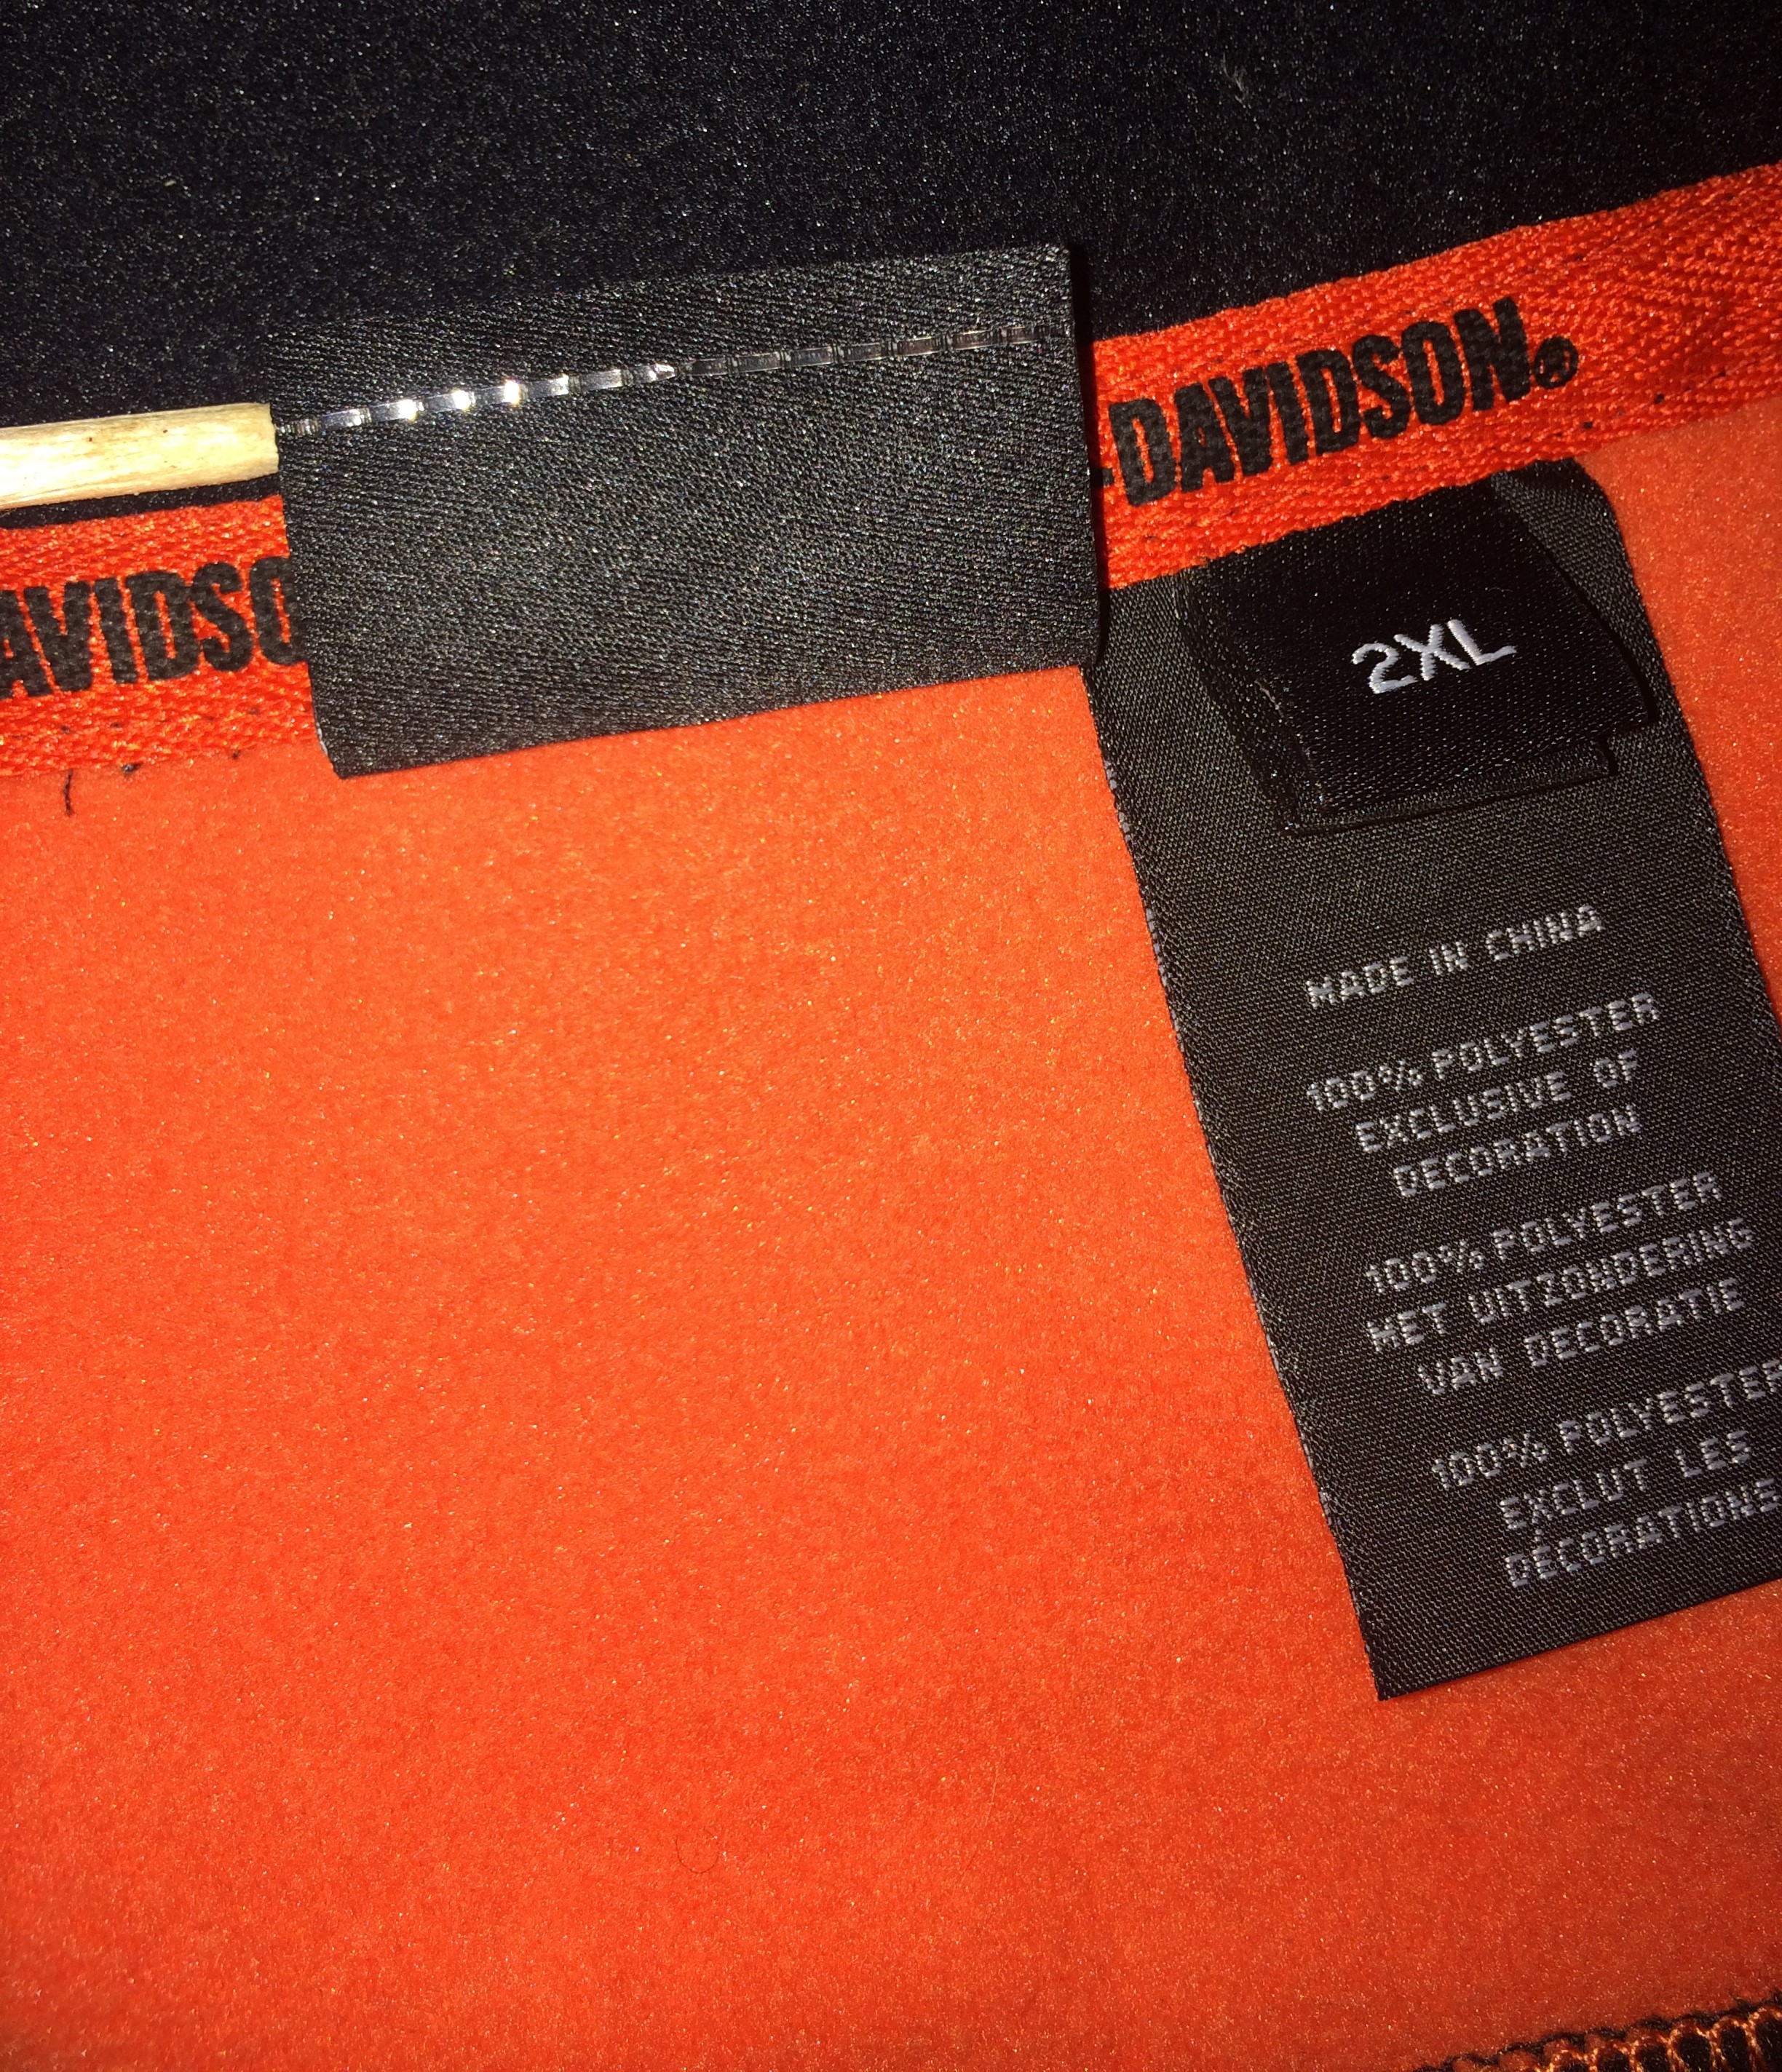 -DAVIDSON®
AVIDSO
2XL
MADE IN CHINA
100% POLYESTER
EXCLUSIVE OF
DECORATION
100% POLYESTER
MET UITZONDERING
VAN DECORATIE
100% POLYESTER
EXCLUT LES
DECORATIONS